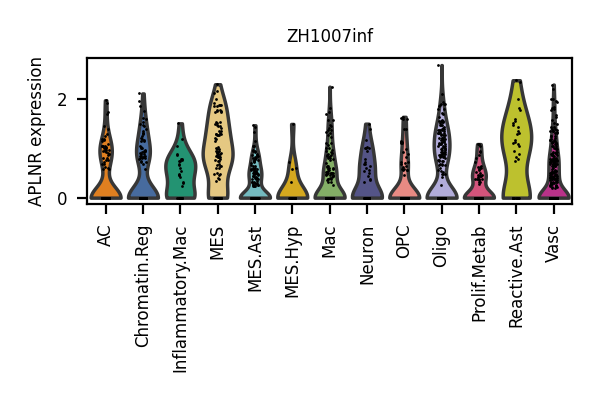 ZH1007inf
APLNR expression
2
0
AC
Chromatin.Reg
Inflammatory.Mac
MES
MES.Ast
MES.Hyp
Mac
Neuron
OPC
Oligo
Prolif.Metab
Reactive.Ast
Vasc